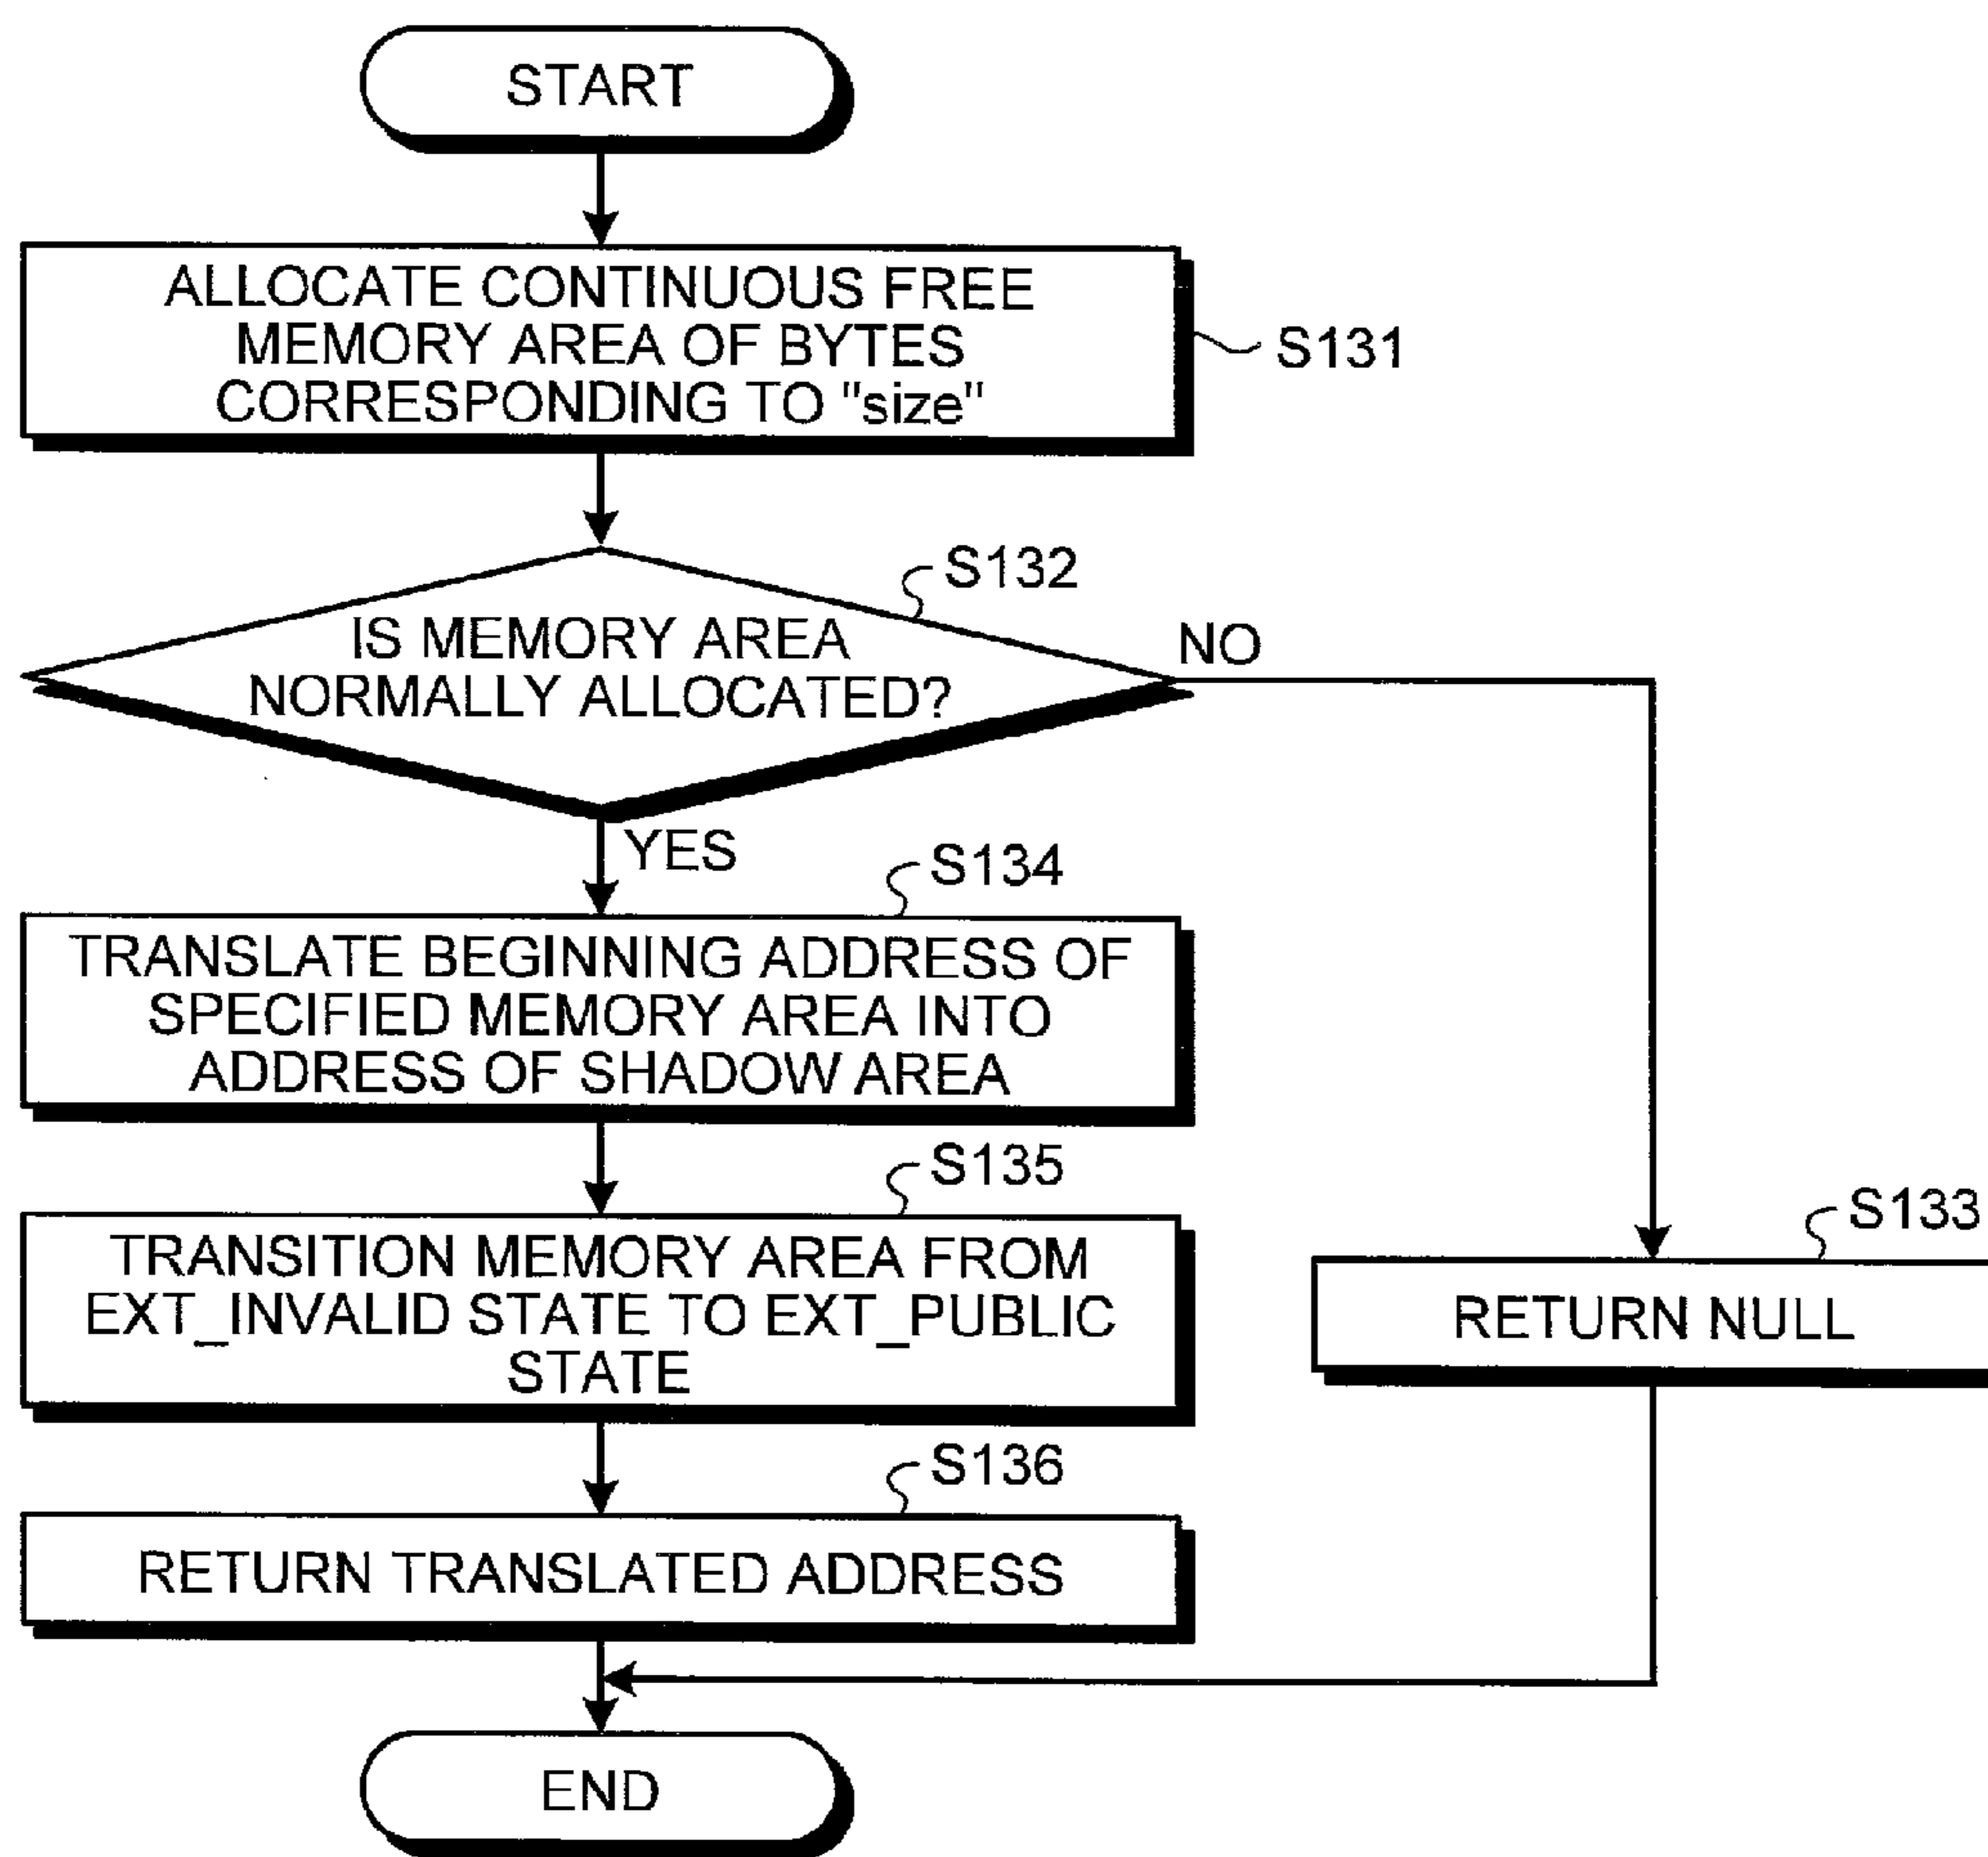 START
ALLOCATE CONTINUOUS FREE
MEMORY AREA OF BYTES
CORRESPONDING TO "size"
S131
S132
IS MEMORY AREA
NORMALLY ALLOCATED?
NO
YES
S134
TRANSLATE BEGINNING ADDRESS OF
SPECIFIED MEMORY AREA INTO
ADDRESS OF SHADOW AREA
S135
TRANSITION MEMORY AREA FROM
EXT_INVALID STATE TO EXT_PUBLIC
STATE
S133
RETURN NULL
S136
RETURN TRANSLATED ADDRESS
END